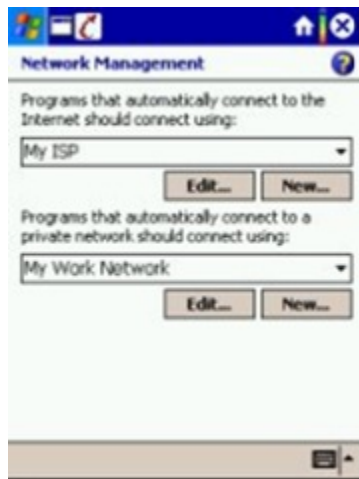 Network Management
Programs that automatically connect to the
Internet should connect using:
My ISP
Edit... New...
Programs that automatically connect to a
private network should connect using:
My Work Network
Edit... New...